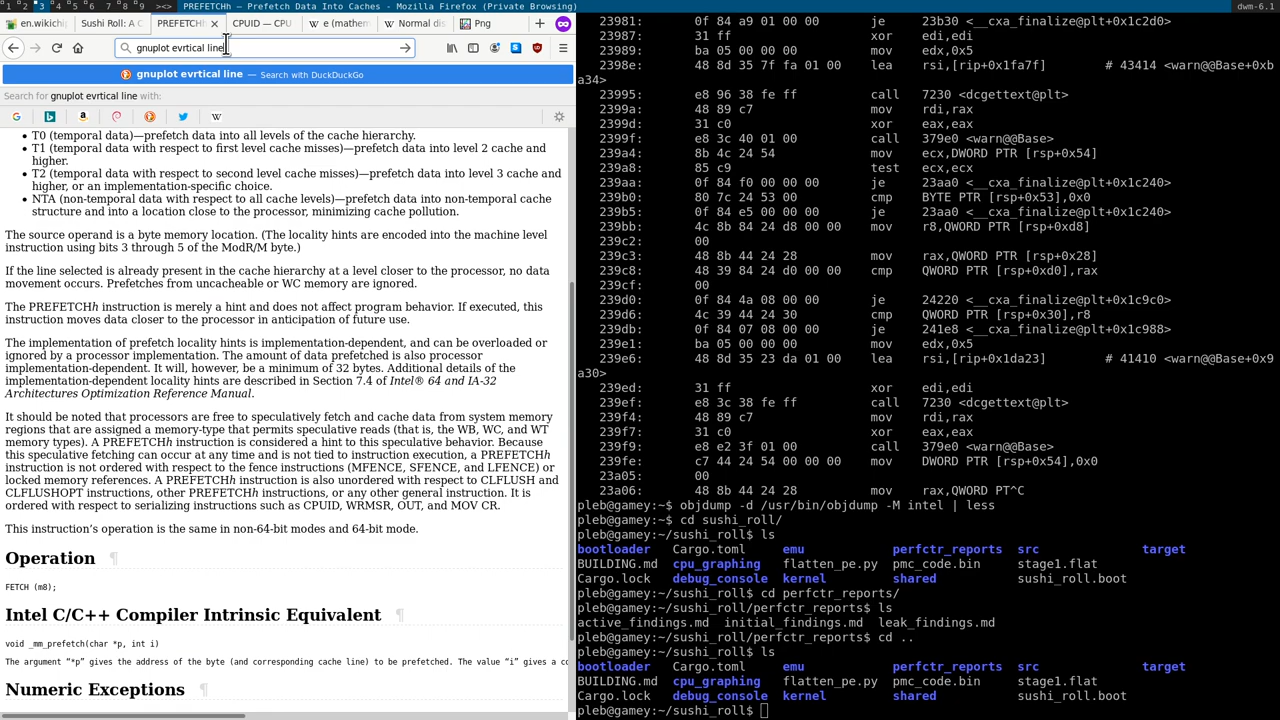 1 2 3 4 5 6 7 8 9 []= PREFETCHh — Prefetch Data Into Caches - Mozilla Firefox (Private Browsing)
dwm-6.1
en.wikichip
Sushi Roll: A C
PREFETCHh
CPUID — CPU
e (mathem
Normal dis
Png
gnuplot evrtical line
gnuplot evrtical line — Search with DuckDuckGo
Search for gnuplot evrtical line with:
T0 (temporal data)—prefetch data into all levels of the cache hierarchy.
T1 (temporal data with respect to first level cache misses)—prefetch data into level 2 cache and
higher.
T2 (temporal data with respect to second level cache misses)—prefetch data into level 3 cache and
higher, or an implementation-specific choice.
NTA (non-temporal data with respect to all cache levels)—prefetch data into non-temporal cache
structure and into a location close to the processor, minimizing cache pollution.
The source operand is a byte memory location. (The locality hints are encoded into the machine level
instruction using bits 3 through 5 of the ModR/M byte.)
If the line selected is already present in the cache hierarchy at a level closer to the processor, no data
movement occurs. Prefetches from uncacheable or WC memory are ignored.
The PREFETCHh instruction is merely a hint and does not affect program behavior. If executed, this
instruction moves data closer to the processor in anticipation of future use.
The implementation of prefetch locality hints is implementation-dependent, and can be overloaded or
ignored by a processor implementation. The amount of data prefetched is also processor
implementation-dependent. It will, however, be a minimum of 32 bytes. Additional details of the
implementation-dependent locality hints are described in Section 7.4 of Intel® 64 and IA-32
Architectures Optimization Reference Manual.
It should be noted that processors are free to speculatively fetch and cache data from system memory
regions that are assigned a memory-type that permits speculative reads (that is, the WB, WC, and WT
memory types). A PREFETCHh instruction is considered a hint to this speculative behavior. Because
this speculative fetching can occur at any time and is not tied to instruction execution, a PREFETCHh
instruction is not ordered with respect to the fence instructions (MFENCE, SFENCE, and LFENCE) or
locked memory references. A PREFETCHh instruction is also unordered with respect to CLFLUSH and
CLFLUSHOPT instructions, other PREFETCHh instructions, or any other general instruction. It is
ordered with respect to serializing instructions such as CPUID, WRMSR, OUT, and MOV CR.
This instruction’s operation is the same in non-64-bit modes and 64-bit mode.
Operation ¶
FETCH (m8);
Intel C/C++ Compiler Intrinsic Equivalent ¶
void _mm_prefetch(char *p, int i)
The argument “*p” gives the address of the byte (and corresponding cache line) to be prefetched. The value “i” gives a co
Numeric Exceptions ¶
23981: 0f 84 a9 01 00 00 je 23b30 <__cxa_finalize@plt+0x1c2d0>
23987: 31 ff xor edi,edi
23989: ba 05 00 00 00 mov edx,0x5
2398e: 48 8d 35 7f fa 01 00 lea rsi,[rip+0x1fa7f] # 43414 <warn@@Base+0xb
a34>
23995: e8 96 38 fe ff call 7230 <dcgettext@plt>
2399a: 48 89 c7 mov rdi,rax
2399d: 31 c0 xor eax,eax
2399f: e8 3c 40 01 00 call 379e0 <warn@@Base>
239a4: 8b 4c 24 54 mov ecx,DWORD PTR [rsp+0x54]
239a8: 85 c9 test ecx,ecx
239aa: 0f 84 f0 00 00 00 je 23aa0 <__cxa_finalize@plt+0x1c240>
239b0: 80 7c 24 53 00 cmp BYTE PTR [rsp+0x53],0x0
239b5: 0f 84 e5 00 00 00 je 23aa0 <__cxa_finalize@plt+0x1c240>
239bb: 4c 8b 84 24 d8 00 00 mov r8,QWORD PTR [rsp+0xd8]
239c2: 00
239c3: 48 8b 44 24 28 mov rax,QWORD PTR [rsp+0x28]
239c8: 48 39 84 24 d0 00 00 cmp QWORD PTR [rsp+0xd0],rax
239cf: 00
239d0: 0f 84 4a 08 00 00 je 24220 <__cxa_finalize@plt+0x1c9c0>
239d6: 4c 39 44 24 30 cmp QWORD PTR [rsp+0x30],r8
239db: 0f 84 07 08 00 00 je 241e8 <__cxa_finalize@plt+0x1c988>
239e1: ba 05 00 00 00 mov edx,0x5
239e6: 48 8d 35 23 da 01 00 lea rsi,[rip+0x1da23] # 41410 <warn@@Base+0x9
a30>
239ed: 31 ff xor edi,edi
239ef: e8 3c 38 fe ff call 7230 <dcgettext@plt>
239f4: 48 89 c7 mov rdi,rax
239f7: 31 c0 xor eax,eax
239f9: e8 e2 3f 01 00 call 379e0 <warn@@Base>
239fe: c7 44 24 54 00 00 00 mov DWORD PTR [rsp+0x54],0x0
23a05: 00
23a06: 48 8b 44 24 28 mov rax,QWORD PT^C
pleb@gamey:~$ objdump -d /usr/bin/objdump -M intel | less
pleb@gamey:~$ cd sushi_roll/
pleb@gamey:~/sushi_roll$ ls
bootloader Cargo.toml emu perfctr_reports src target
BUILDING.md cpu_graphing flatten_pe.py pmc_code.bin stage1.flat
Cargo.lock debug_console kernel shared sushi_roll.boot
pleb@gamey:~/sushi_roll$ cd perfctr_reports/
pleb@gamey:~/sushi_roll/perfctr_reports$ ls
active_findings.md initial_findings.md leak_findings.md
pleb@gamey:~/sushi_roll/perfctr_reports$ cd ..
pleb@gamey:~/sushi_roll$ ls
bootloader Cargo.toml emu perfctr_reports src target
BUILDING.md cpu_graphing flatten_pe.py pmc_code.bin stage1.flat
Cargo.lock debug_console kernel shared sushi_roll.boot
pleb@gamey:~/sushi_roll$